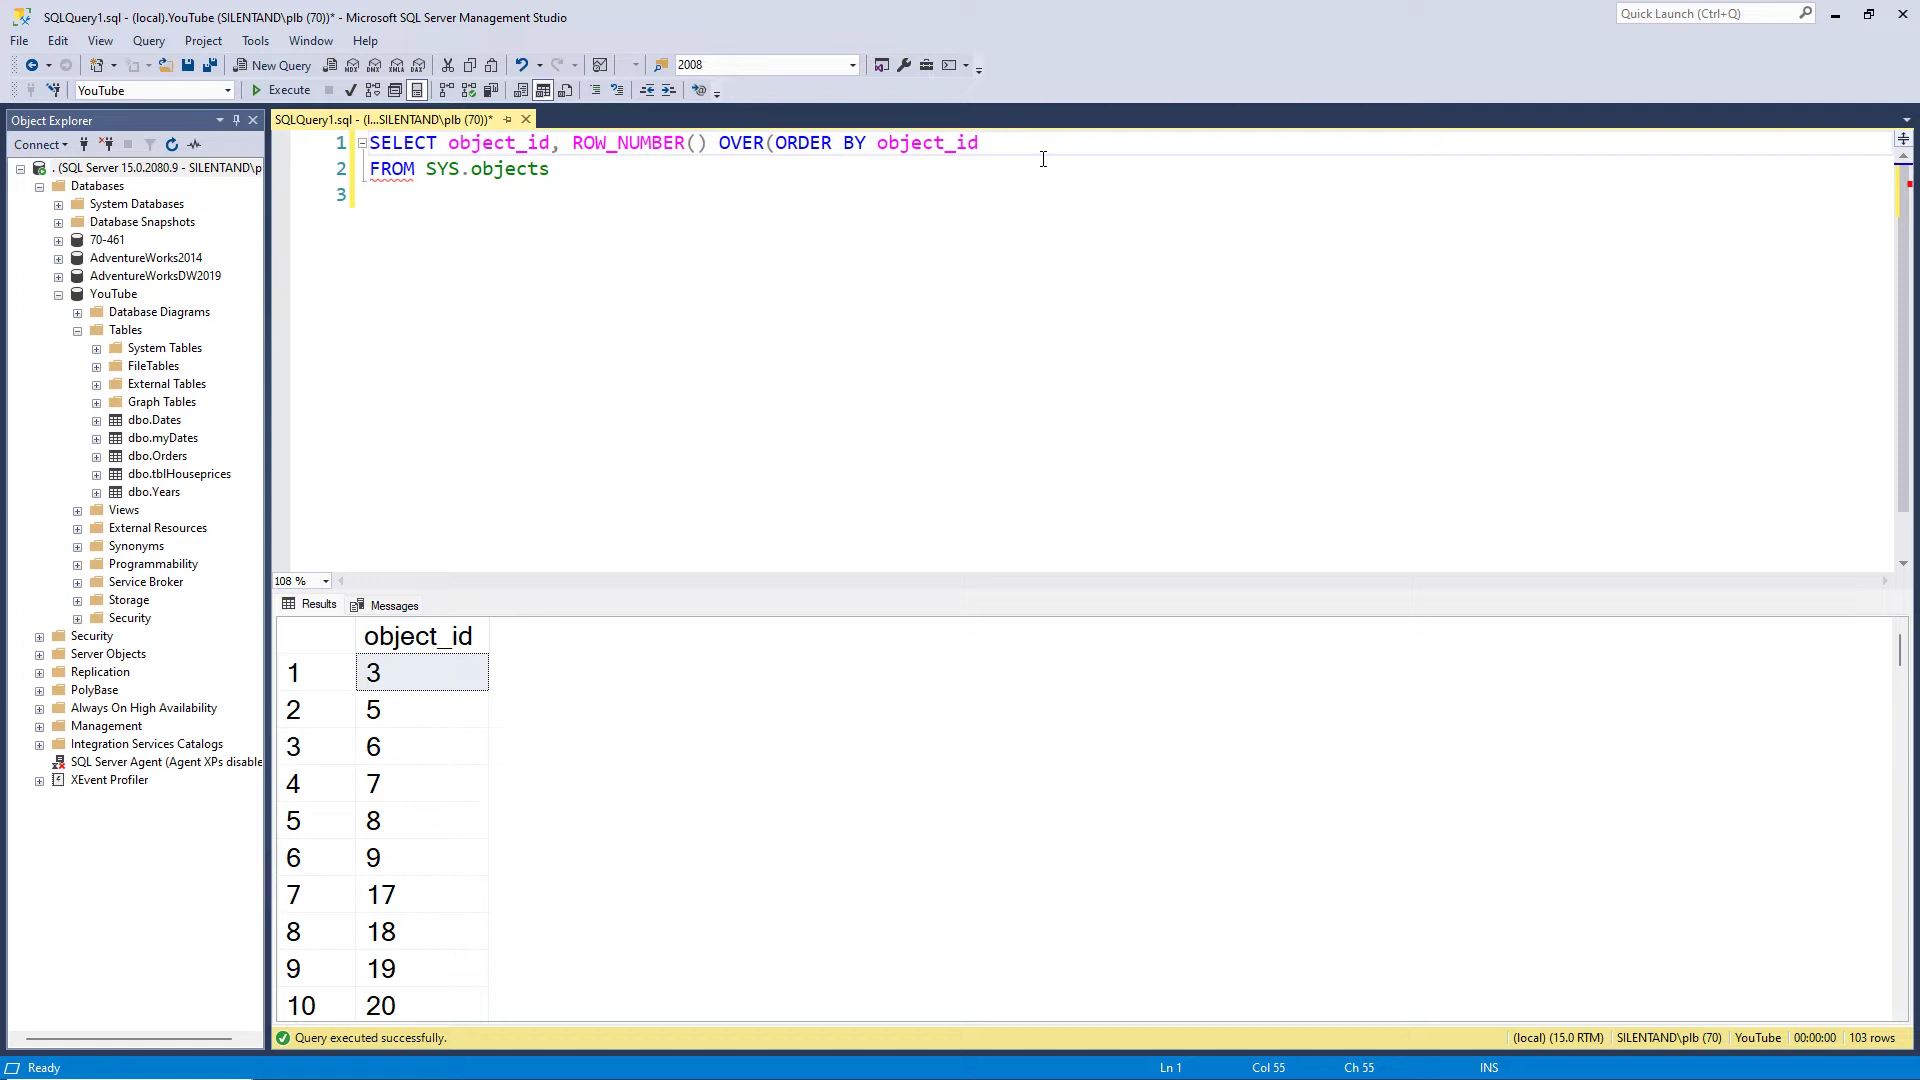 SQLQuery1.sql - (local).YouTube (SILENTAND\plb (70))* - Microsoft SQL Server Management Studio
Quick Launch (Ctrl+Q)
File Edit View Query Project Tools Window Help
New Query
2008
YouTube
Execute
Object Explorer
Connect
. (SQL Server 15.0.2080.9 - SILENTAND\p
Databases
System Databases
Database Snapshots
70-461
AdventureWorks2014
AdventureWorksDW2019
YouTube
Database Diagrams
Tables
System Tables
FileTables
External Tables
Graph Tables
dbo.Dates
dbo.myDates
dbo.Orders
dbo.tblHouseprices
dbo.Years
Views
External Resources
Synonyms
Programmability
Service Broker
Storage
Security
Security
Server Objects
Replication
PolyBase
Always On High Availability
Management
Integration Services Catalogs
SQL Server Agent (Agent XPs disable
XEvent Profiler
SQLQuery1.sql - (l...SILENTAND\plb (70))*
1 SELECT object_id, ROW_NUMBER() OVER(ORDER BY object_id
2 FROM SYS.objects
3
108 %
Results Messages
object_id
1 3
2 5
3 6
4 7
5 8
6 9
7 17
8 18
9 19
10 20
Query executed successfully.
(local) (15.0 RTM) SILENTAND\plb (70) YouTube 00:00:00 103 rows
Ready
Ln 1 Col 55 Ch 55 INS